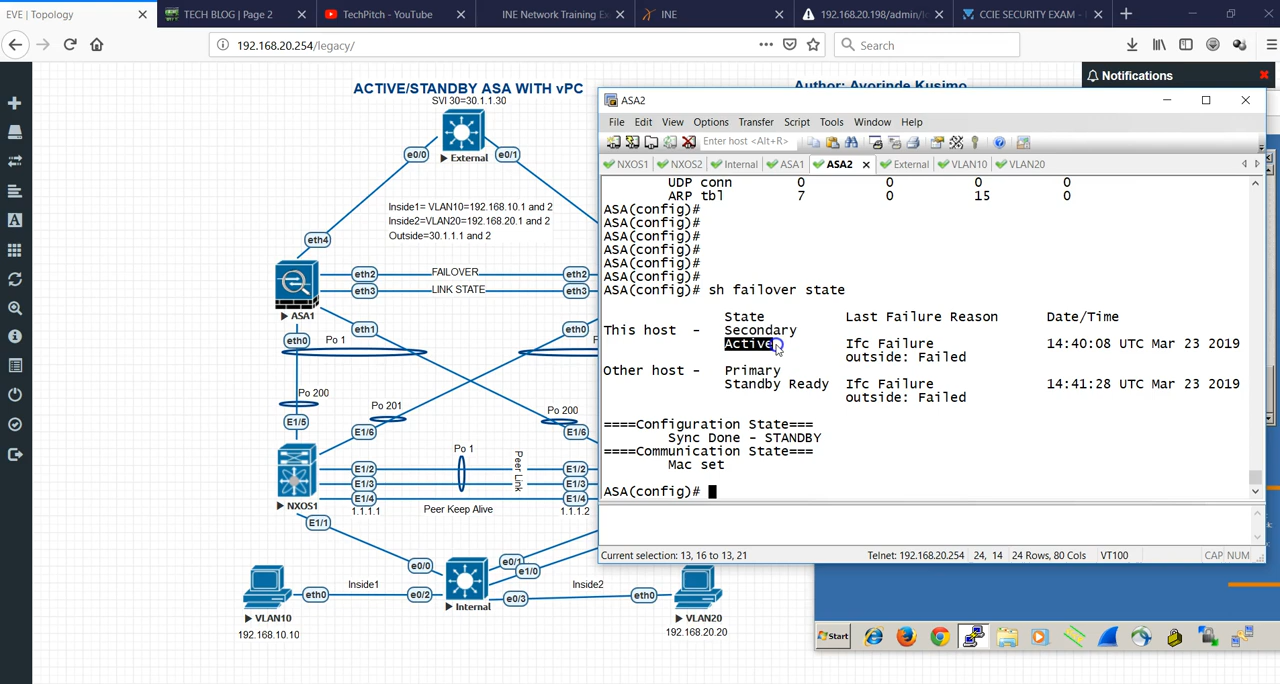 EVE | Topology
TECH BLOG | Page 2
TechPitch - YouTube
INE Network Training Ex
INE
192.168.20.198/admin/l
CCIE SECURITY EXAM -
192.168.20.254/legacy/
Search
Notifications
ACTIVE/STANDBY ASA WITH vPC
Author: Ayorinde Kusimo
SVI 30=30.1.1.30
e0/0
e0/1
External
Inside1= VLAN10=192.168.10.1 and 2
Inside2=VLAN20=192.168.20.1 and 2
Outside=30.1.1.1 and 2
eth4
eth2
FAILOVER
eth2
eth3
LINK STATE
eth3
ASA1
eth1
eth0
eth0
Po 1
Po 200
Po 201
Po 200
E1/5
E1/6
E1/6
Po 1
Peer Link
E1/2
E1/2
E1/3
E1/3
E1/4
E1/4
NXOS1
1.1.1.1
Peer Keep Alive
1.1.1.2
E1/1
e0/0
e0/1
e1/0
Inside1
Inside2
eth0
e0/2
e0/3
eth0
Internal
VLAN10
VLAN20
192.168.10.10
192.168.20.20
ASA2
File Edit View Options Transfer Script Tools Window Help
Enter host <Alt+R>
NXOS1 NXOS2 Internal ASA1 ASA2 External VLAN10 VLAN20
UDP conn 0 0 0 0
ARP tbl 7 0 15 0
ASA(config)#
ASA(config)#
ASA(config)#
ASA(config)#
ASA(config)#
ASA(config)#
ASA(config)# sh failover state
State Last Failure Reason Date/Time
This host - Secondary
Active Ifc Failure 14:40:08 UTC Mar 23 2019
outside: Failed
Other host - Primary
Standby Ready Ifc Failure 14:41:28 UTC Mar 23 2019
outside: Failed
====Configuration State===
Sync Done - STANDBY
====Communication State===
Mac set
ASA(config)#
Current selection: 13, 16 to 13, 21
Telnet: 192.168.20.254 24, 14 24 Rows, 80 Cols VT100 CAP NUM
Start